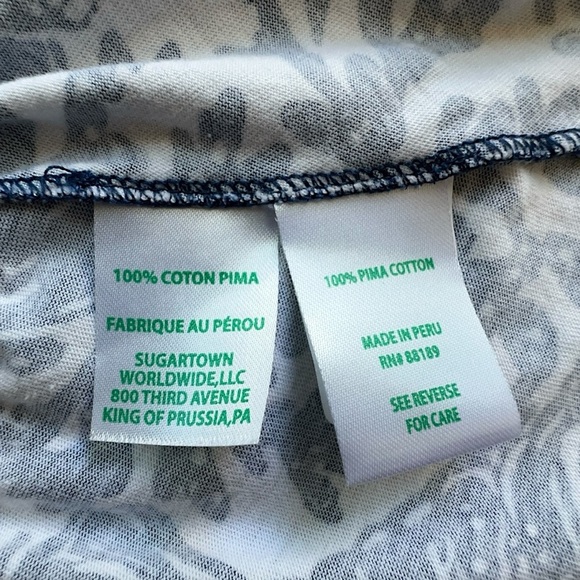 100% COTON PIMA
FABRIQUE AU PÉROU
SUGARTOWN
WORLDWIDE,LLC
800 THIRD AVENUE
KING OF PRUSSIA,PA
100% PIMA COTTON
MADE IN PERU
RN# 88189
SEE REVERSE
FOR CARE